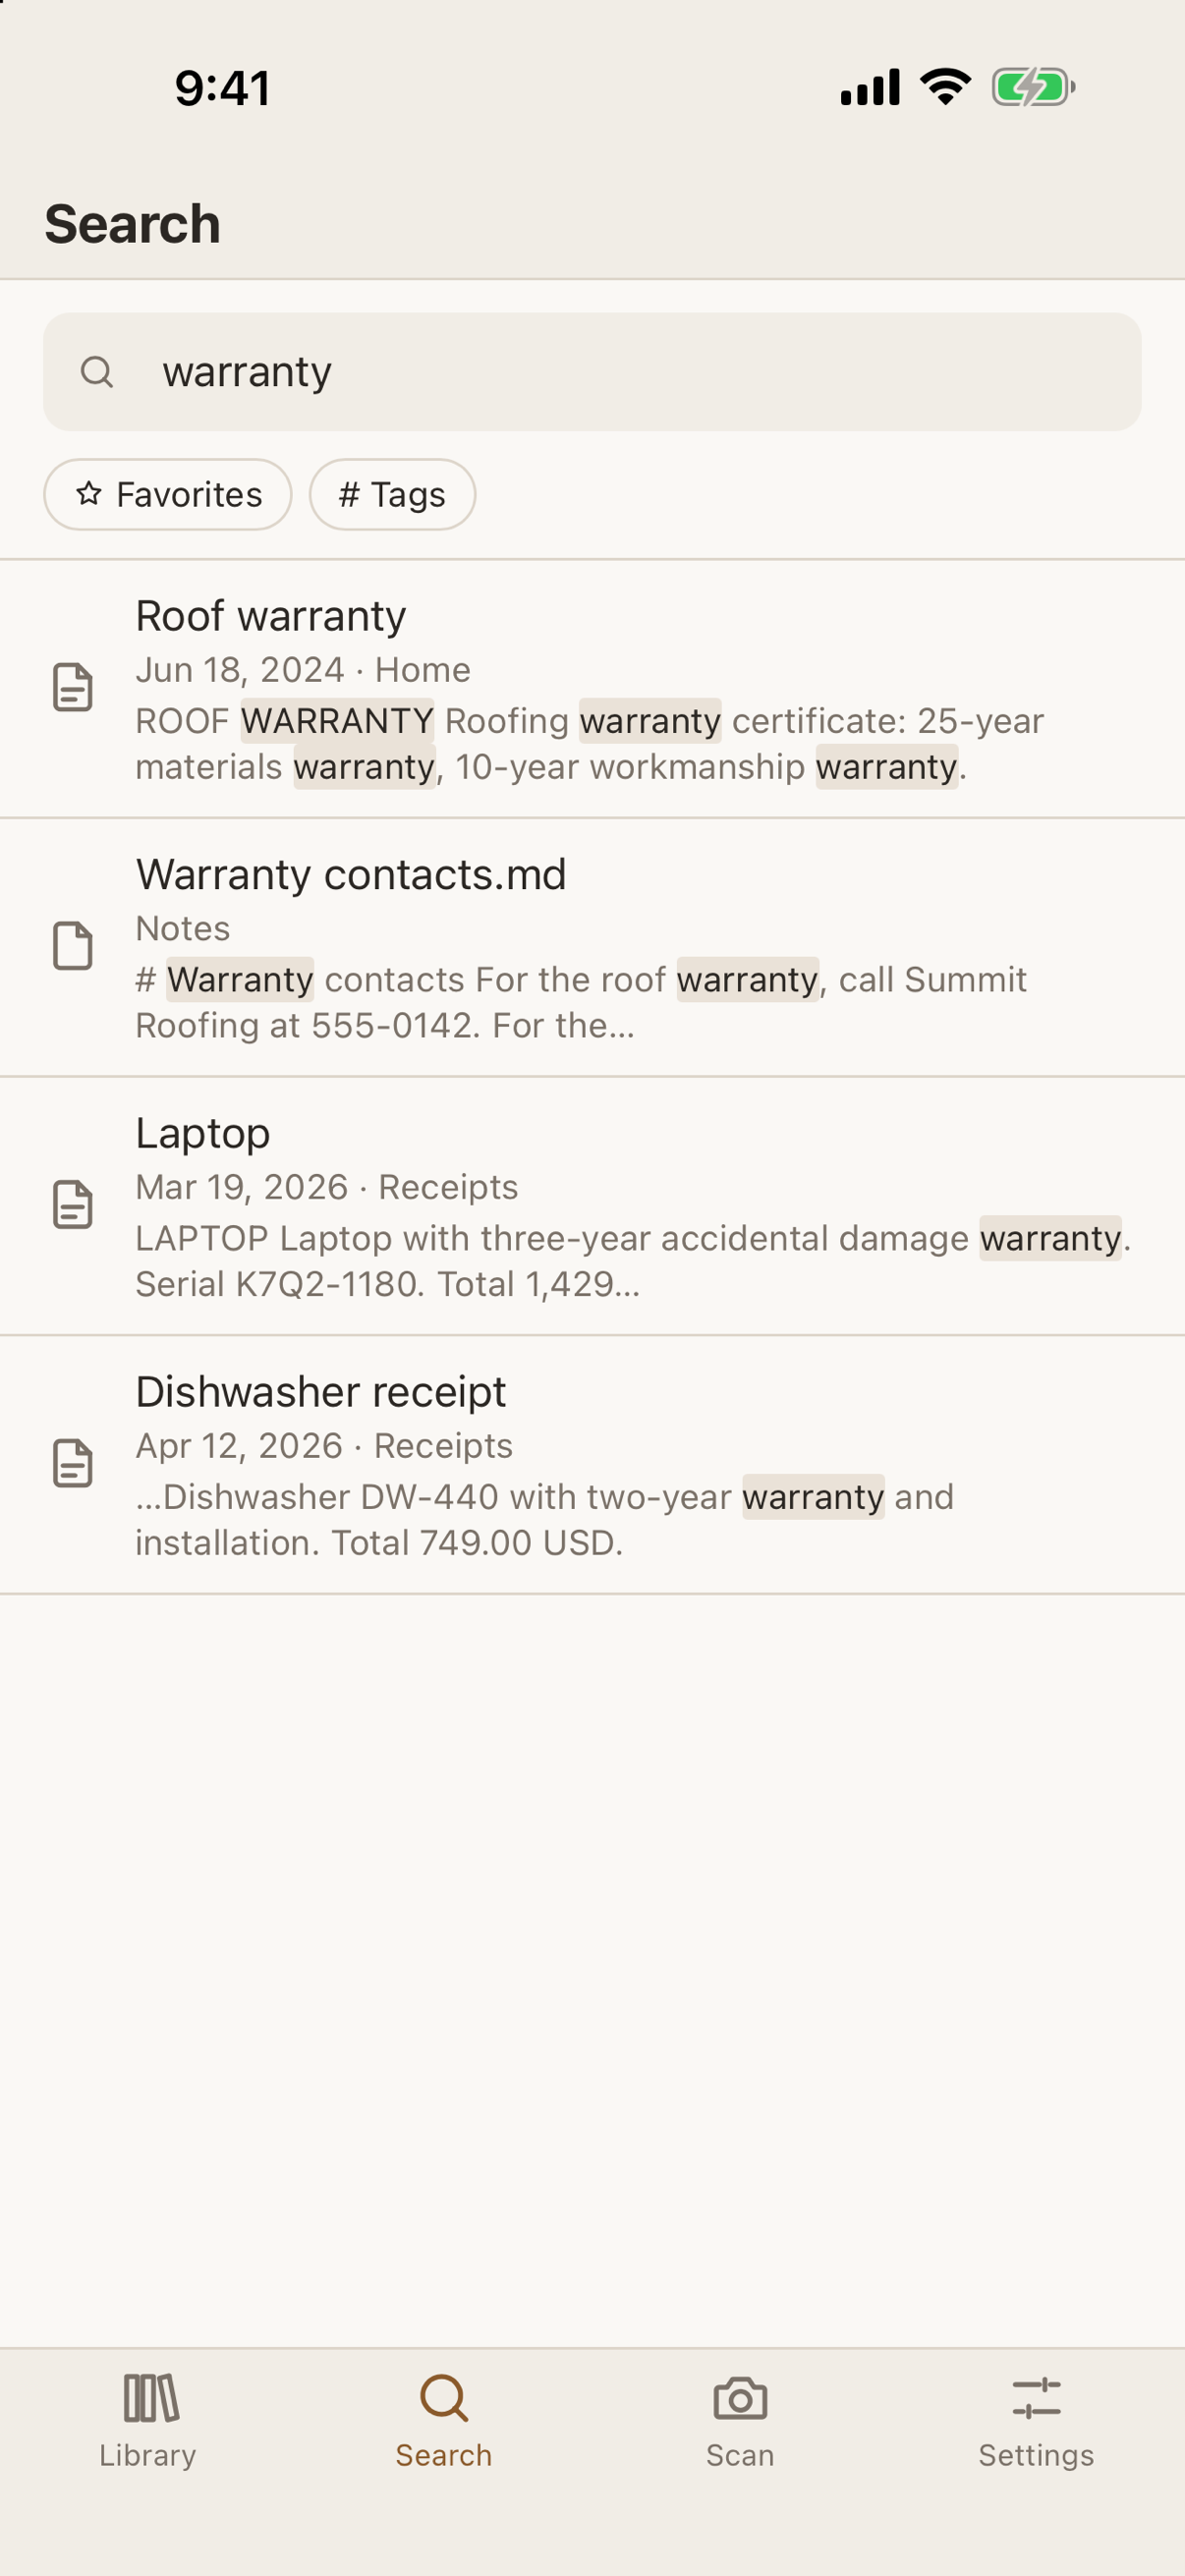 9:41
Search
warranty
Favorites
# Tags
Roof warranty
Jun 18, 2024 · Home
ROOF WARRANTY Roofing warranty certificate: 25-year
materials warranty, 10-year workmanship warranty.
Warranty contacts.md
Notes
# Warranty contacts For the roof warranty, call Summit
Roofing at 555-0142. For the...
Laptop
Mar 19, 2026 · Receipts
LAPTOP Laptop with three-year accidental damage warranty.
Serial K7Q2-1180. Total 1,429...
Dishwasher receipt
Apr 12, 2026 · Receipts
...Dishwasher DW-440 with two-year warranty and
installation. Total 749.00 USD.
Library
Search
Scan
Settings